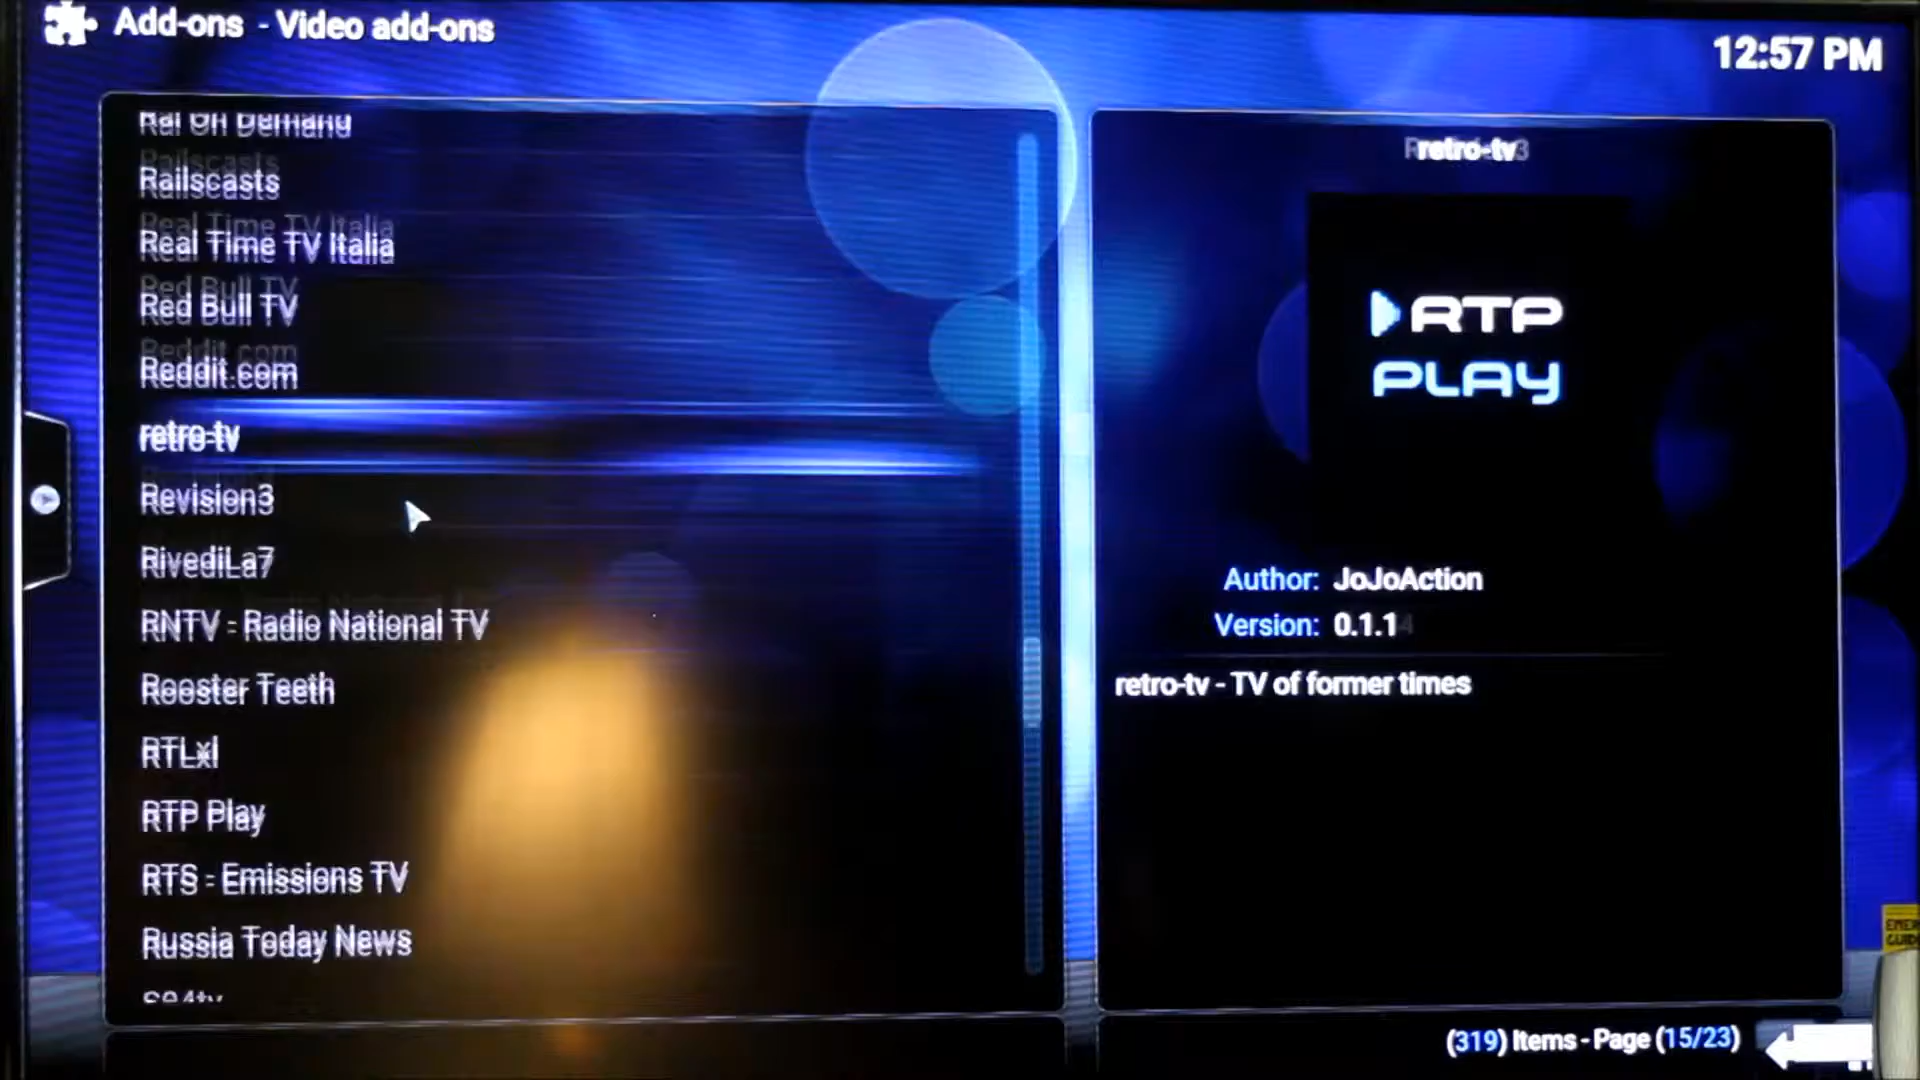 Add-ons - Video add-ons
12:57 PM
Rai On Demand
Railscasts
Real Time TV Italia
Red Bull TV
Reddit.com
retro-tv
Revision3
RivediLa7
RNTV - Radio National TV
Rooster Teeth
RTLxl
RTP Play
RTS - Emissions TV
Russia Today News
retro-tv
RTP
PLAY
Author: JoJoAction
Version: 0.1.1
retro-tv - TV of former times
(319) Items - Page (15/23)